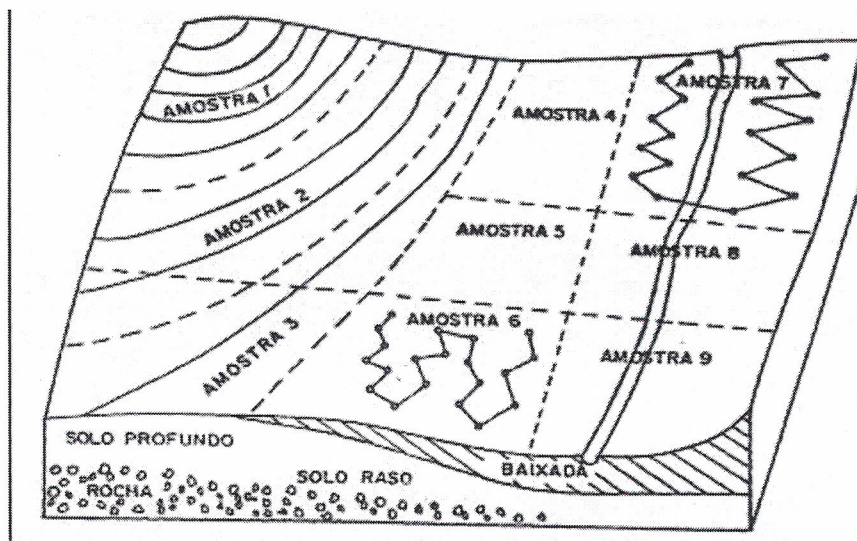 AMOSTRA 1
AMOSTRA 2
AMOSTRA 3
AMOSTRA 4
AMOSTRA 5
AMOSTRA 6
AMOSTRA 7
AMOSTRA 8
AMOSTRA 9
SOLO PROFUNDO
ROCHA
SOLO RASO
BAIXADA